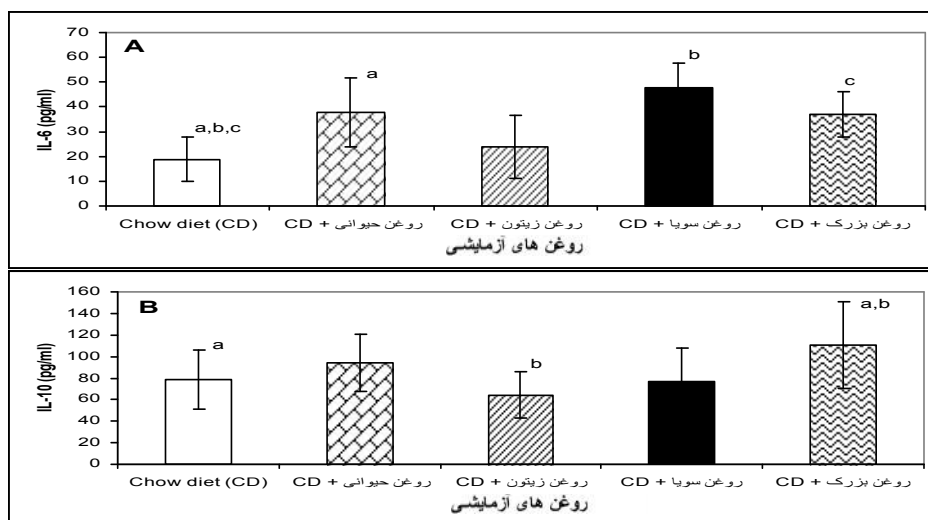 A
IL-6 (pg/ml)
70
60
50
40
30
20
10
0
a,b,c
a
b
c
Chow diet (CD)
CD + روغن حیوانی
CD + روغن زیتون
CD + روغن سویا
CD + روغن بزرک
روغن های آزمایشی
B
IL-10 (pg/ml)
160
140
120
100
80
60
40
20
0
a
b
a,b
Chow diet (CD)
CD + روغن حیوانی
CD + روغن زیتون
CD + روغن سویا
CD + روغن بزرک
روغن های آزمایشی